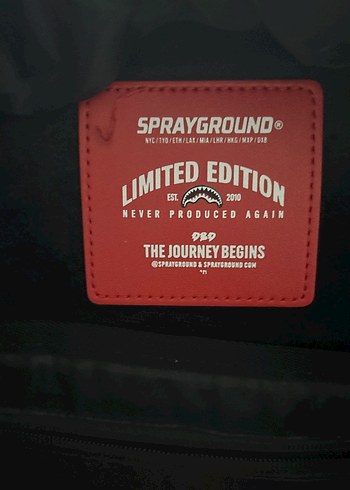 SPRAYGROUND®
NYC / TYO / ETH / LAX / MIA / LHR / HKG / MXP / DXB
LIMITED EDITION
EST. 2010
NEVER PRODUCED AGAIN
THE JOURNEY BEGINS
@SPRAYGROUND & SPRAYGROUND.COM